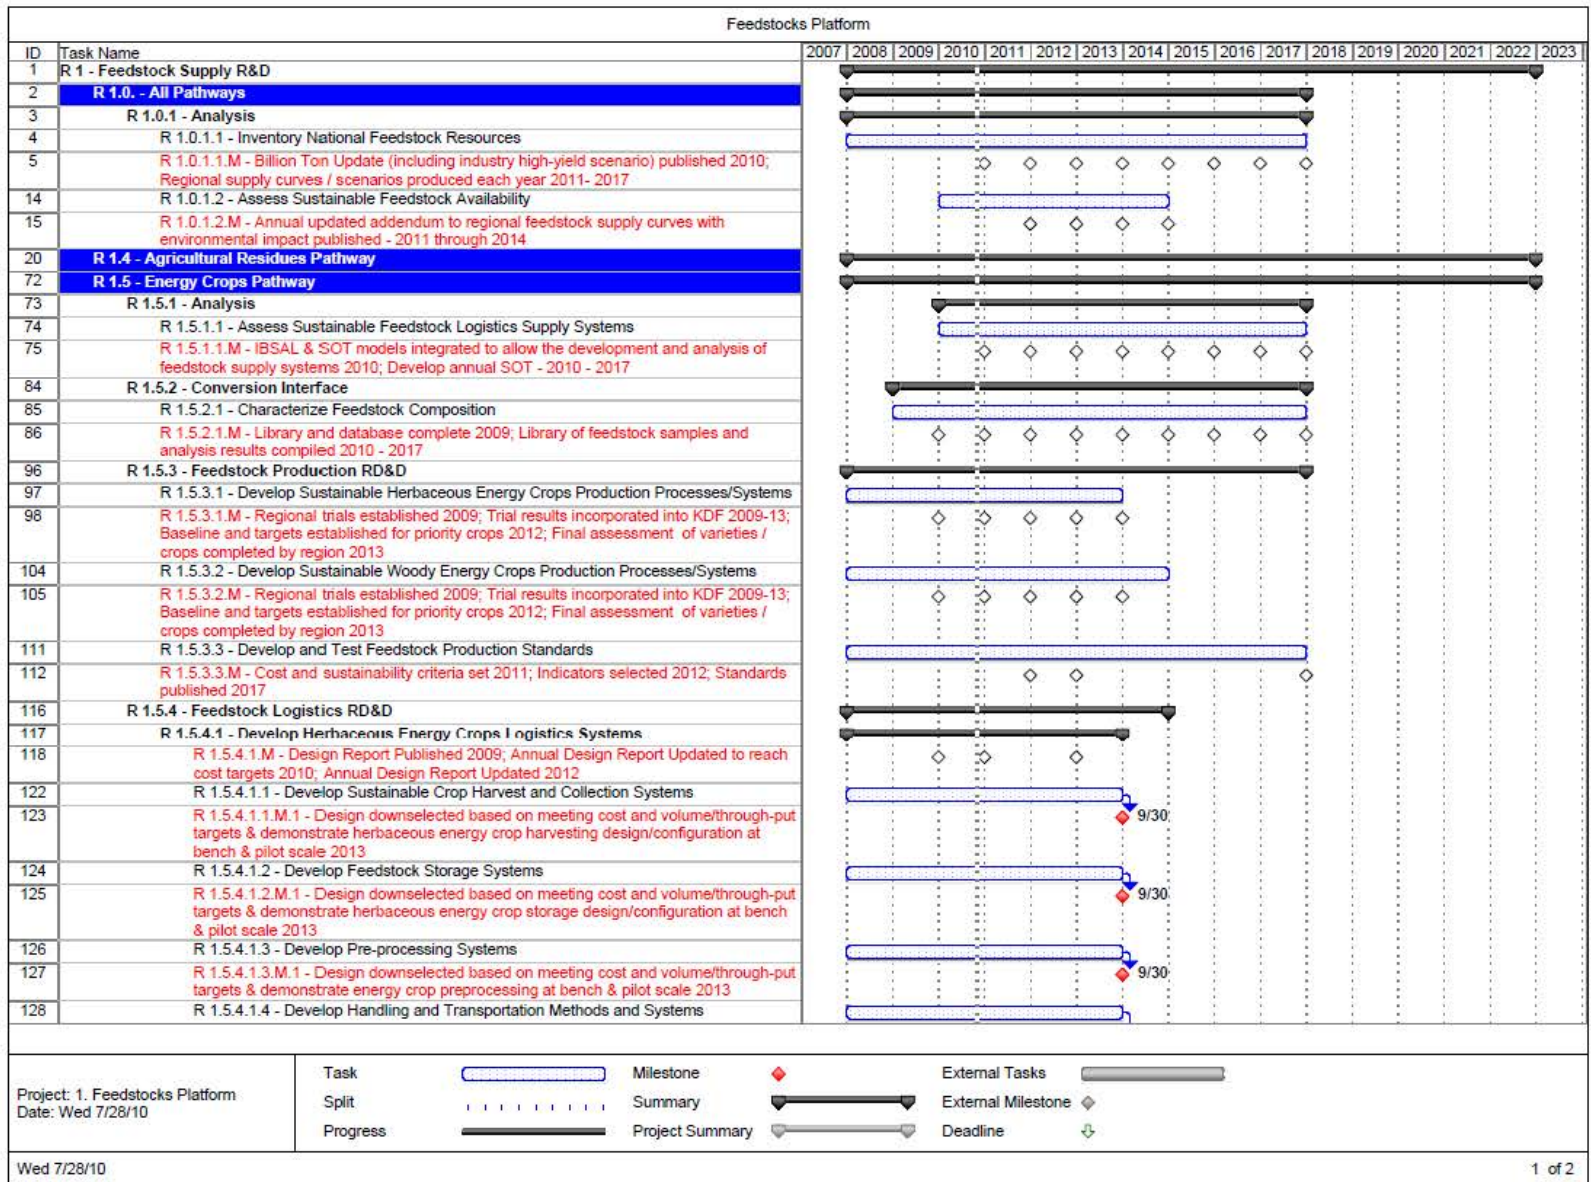 Feedstocks Platform
ID Task Name 2007 2008 2009 2010 2011 2012 2013 2014 2015 2016 2017 2018 2019 2020 2021 2022 2023
1 R 1 - Feedstock Supply R&D
2 R 1.0. - All Pathways
3 R 1.0.1 - Analysis
4 R 1.0.1.1 - Inventory National Feedstock Resources
5 R 1.0.1.1.M - Billion Ton Update (including industry high-yield scenario) published 2010;
Regional supply curves / scenarios produced each year 2011- 2017
14 R 1.0.1.2 - Assess Sustainable Feedstock Availability
15 R 1.0.1.2.M - Annual updated addendum to regional feedstock supply curves with
environmental impact published - 2011 through 2014
20 R 1.4 - Agricultural Residues Pathway
72 R 1.5 - Energy Crops Pathway
73 R 1.5.1 - Analysis
74 R 1.5.1.1 - Assess Sustainable Feedstock Logistics Supply Systems
75 R 1.5.1.1.M - IBSAL & SOT models integrated to allow the development and analysis of
feedstock supply systems 2010; Develop annual SOT - 2010 - 2017
84 R 1.5.2 - Conversion Interface
85 R 1.5.2.1 - Characterize Feedstock Composition
86 R 1.5.2.1.M - Library and database complete 2009; Library of feedstock samples and
analysis results compiled 2010 - 2017
96 R 1.5.3 - Feedstock Production RD&D
97 R 1.5.3.1 - Develop Sustainable Herbaceous Energy Crops Production Processes/Systems
98 R 1.5.3.1.M - Regional trials established 2009; Trial results incorporated into KDF 2009-13;
Baseline and targets established for priority crops 2012; Final assessment of varieties /
crops completed by region 2013
104 R 1.5.3.2 - Develop Sustainable Woody Energy Crops Production Processes/Systems
105 R 1.5.3.2.M - Regional trials established 2009; Trial results incorporated into KDF 2009-13;
Baseline and targets established for priority crops 2012; Final assessment of varieties /
crops completed by region 2013
111 R 1.5.3.3 - Develop and Test Feedstock Production Standards
112 R 1.5.3.3.M - Cost and sustainability criteria set 2011; Indicators selected 2012; Standards
published 2017
116 R 1.5.4 - Feedstock Logistics RD&D
117 R 1.5.4.1 - Develop Herbaceous Energy Crops Logistics Systems
118 R 1.5.4.1.M - Design Report Published 2009; Annual Design Report Updated to reach
cost targets 2010; Annual Design Report Updated 2012
122 R 1.5.4.1.1 - Develop Sustainable Crop Harvest and Collection Systems
123 R 1.5.4.1.1.M.1 - Design downselected based on meeting cost and volume/through-put 9/30
targets & demonstrate herbaceous energy crop harvesting design/configuration at
bench & pilot scale 2013
124 R 1.5.4.1.2 - Develop Feedstock Storage Systems
125 R 1.5.4.1.2.M.1 - Design downselected based on meeting cost and volume/through-put 9/30
targets & demonstrate herbaceous energy crop storage design/configuration at bench
& pilot scale 2013
126 R 1.5.4.1.3 - Develop Pre-processing Systems
127 R 1.5.4.1.3.M.1 - Design downselected based on meeting cost and volume/through-put 9/30
targets & demonstrate energy crop preprocessing at bench & pilot scale 2013
128 R 1.5.4.1.4 - Develop Handling and Transportation Methods and Systems
Project: 1. Feedstocks Platform
Date: Wed 7/28/10
Task Milestone External Tasks
Split Summary External Milestone
Progress Project Summary Deadline
Wed 7/28/10 1 of 2